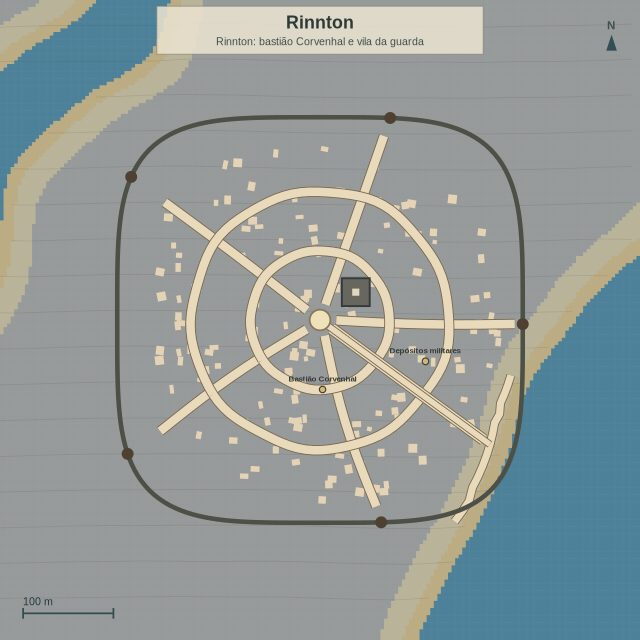 Rinnton
Rinnton: bastião Corvenhal e vila da guarda
N
Depósitos militares
Bastião Corvenhal
100 m